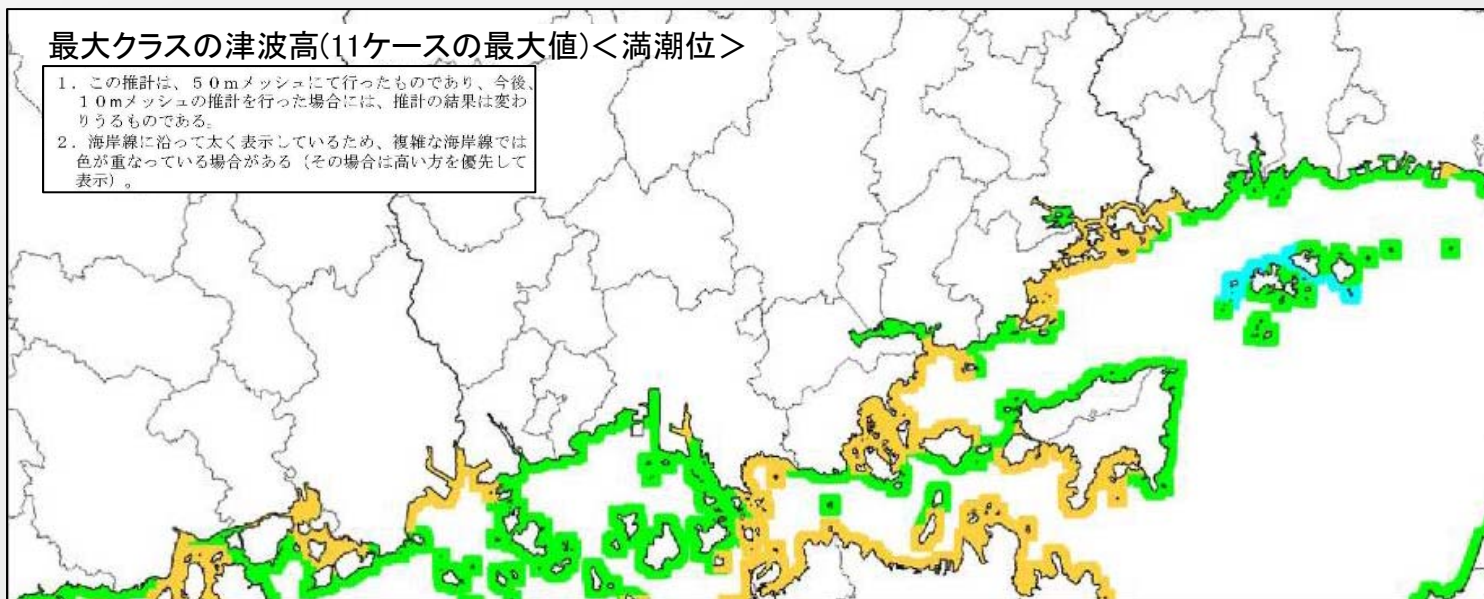 最大クラスの津波高(11ケースの最大値)＜満潮位＞
1．この推計は、５０ｍメッシュにて行ったものであり、今後、
１０ｍメッシュの推計を行った場合には、推計の結果は変わ
りうるものである。
2．海岸線に沿って太く表示しているため、複雑な海岸線では
色が重なっている場合がある（その場合は高い方を優先して
表示）。